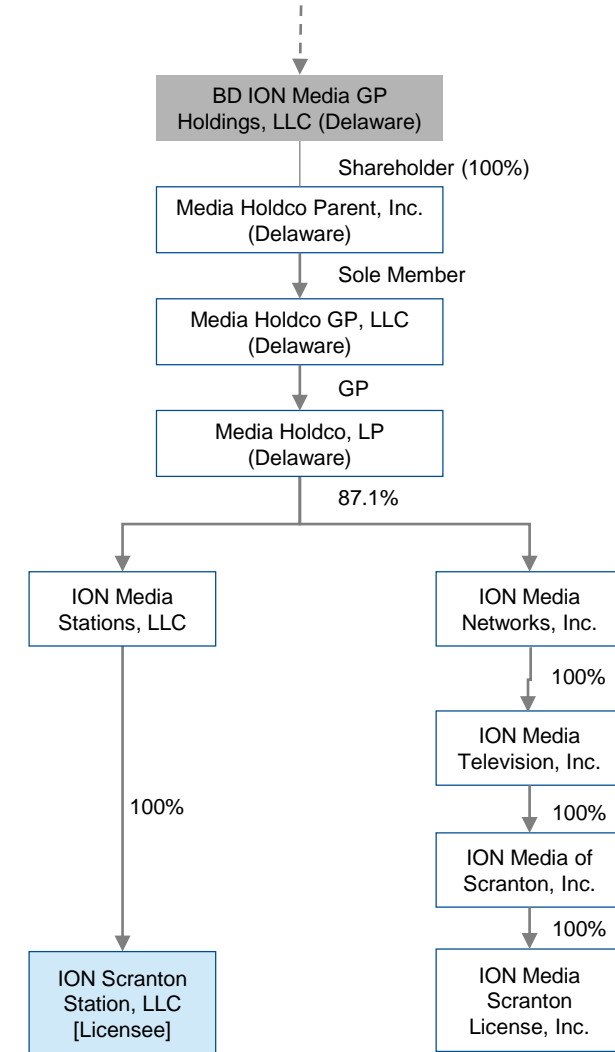 BD ION Media GP
Holdings, LLC (Delaware)
Shareholder (100%)
Media Holdco Parent, Inc.
(Delaware)
Sole Member
Media Holdco GP, LLC
(Delaware)
GP
Media Holdco, LP
(Delaware)
87.1%
ION Media
Stations, LLC
ION Media
Networks, Inc.
100%
ION Media
Television, Inc.
100%
100%
ION Media of
Scranton, Inc.
100%
ION Scranton
Station, LLC
[Licensee]
ION Media
Scranton
License, Inc.